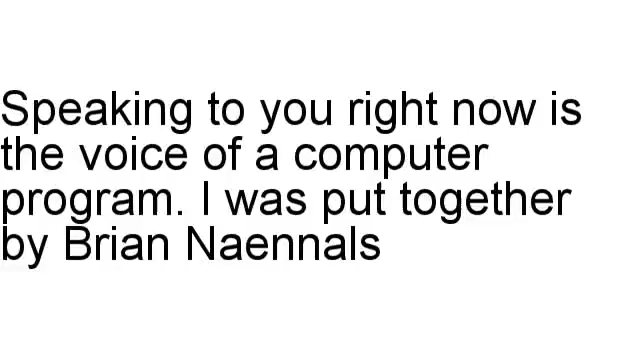 Speaking to you right now is
the voice of a computer
program. I was put together
by Brian Naennals